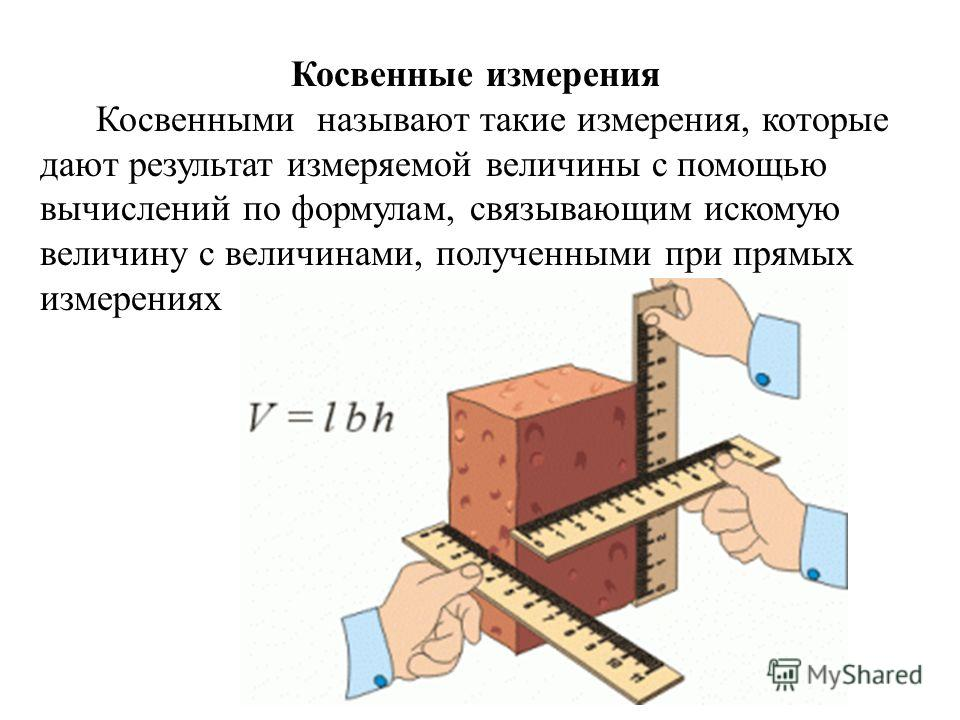 Косвенные измерения
Косвенными называют такие измерения, которые
дают результат измеряемой величины с помощью
вычислений по формулам, связывающим искомую
величину с величинами, полученными при прямых
измерениях
V = l b h
MyShared